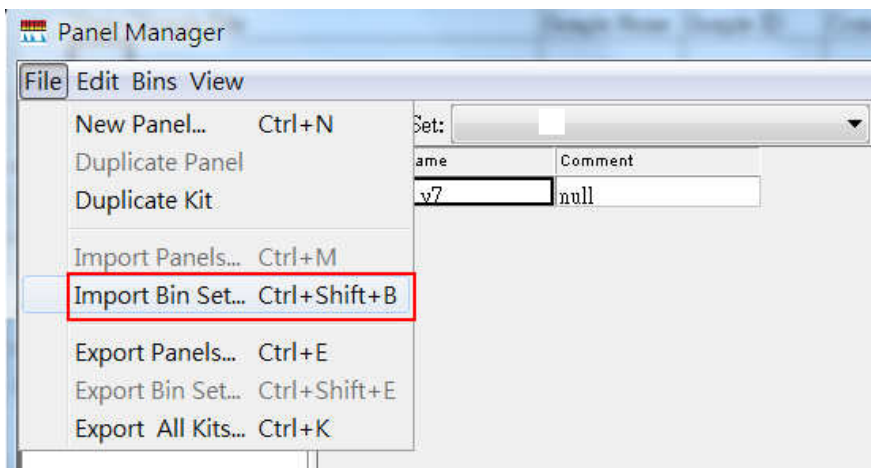 Panel Manager
File Edit Bins View
New Panel... Ctrl+N
Set:
Duplicate Panel
ame Comment
Duplicate Kit
v7 null
Import Panels... Ctrl+M
Import Bin Set... Ctrl+Shift+B
Export Panels... Ctrl+E
Export Bin Set... Ctrl+Shift+E
Export All Kits... Ctrl+K